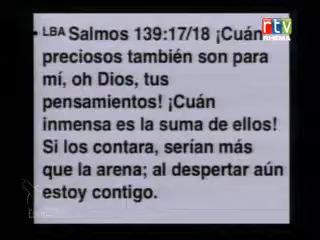 rtv
RHEMA
LBA Salmos 139:17/18 ¡Cuán
preciosos también son para
mí, oh Dios, tus
pensamientos! ¡Cuán
inmensa es la suma de ellos!
Si los contara, serían más
que la arena; al despertar aún
estoy contigo.